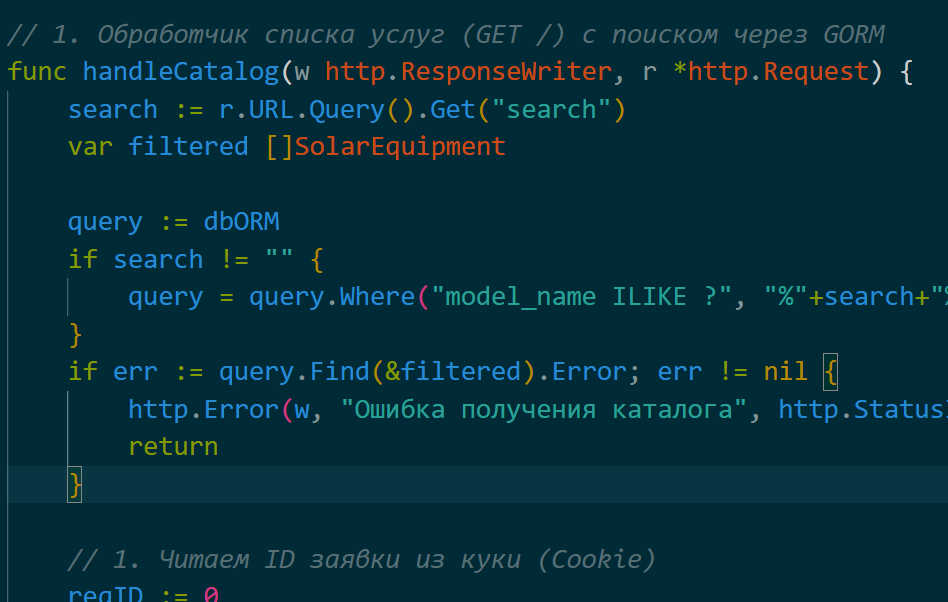 // 1. Обработчик списка услуг (GET /) с поиском через GORM
func handleCatalog(w http.ResponseWriter, r *http.Request) {
    search := r.URL.Query().Get("search")
    var filtered []SolarEquipment
    query := dbORM
    if search != "" {
        query = query.Where("model_name ILIKE ?", "%"+search+"%
    }
    if err := query.Find(&filtered).Error; err != nil {
        http.Error(w, "Ошибка получения каталога", http.Status
        return
    }
    // 1. Читаем ID заявки из куки (Cookie)
    reqID := 0